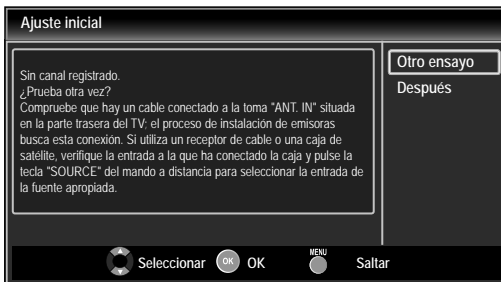 Ajuste inicial
Sin canal registrado.
¿Prueba otra vez?
Compruebe que hay un cable conectado a la toma "ANT. IN" situada
en la parte trasera del TV; el proceso de instalación de emisoras
busca esta conexión. Si utiliza un receptor de cable o una caja de
satélite, verifique la entrada a la que ha conectado la caja y pulse la
tecla "SOURCE" del mando a distancia para seleccionar la entrada de
la fuente apropiada.
Otro ensayo
Después
Seleccionar OK OK MENU Saltar